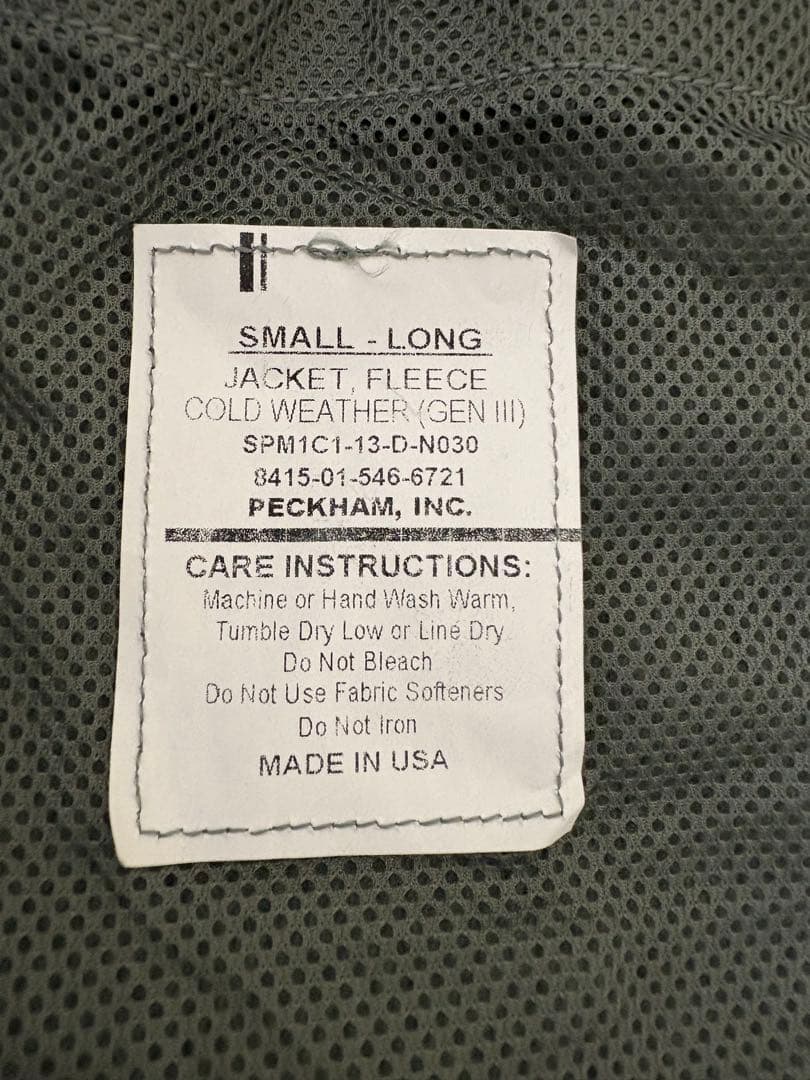 SMALL - LONG
JACKET, FLEECE
COLD WEATHER (GEN III)
SPM1C1-13-D-N030
8415-01-546-6721
PECKHAM, INC.
CARE INSTRUCTIONS:
Machine or Hand Wash Warm,
Tumble Dry Low or Line Dry
Do Not Bleach
Do Not Use Fabric Softeners
Do Not Iron
MADE IN USA